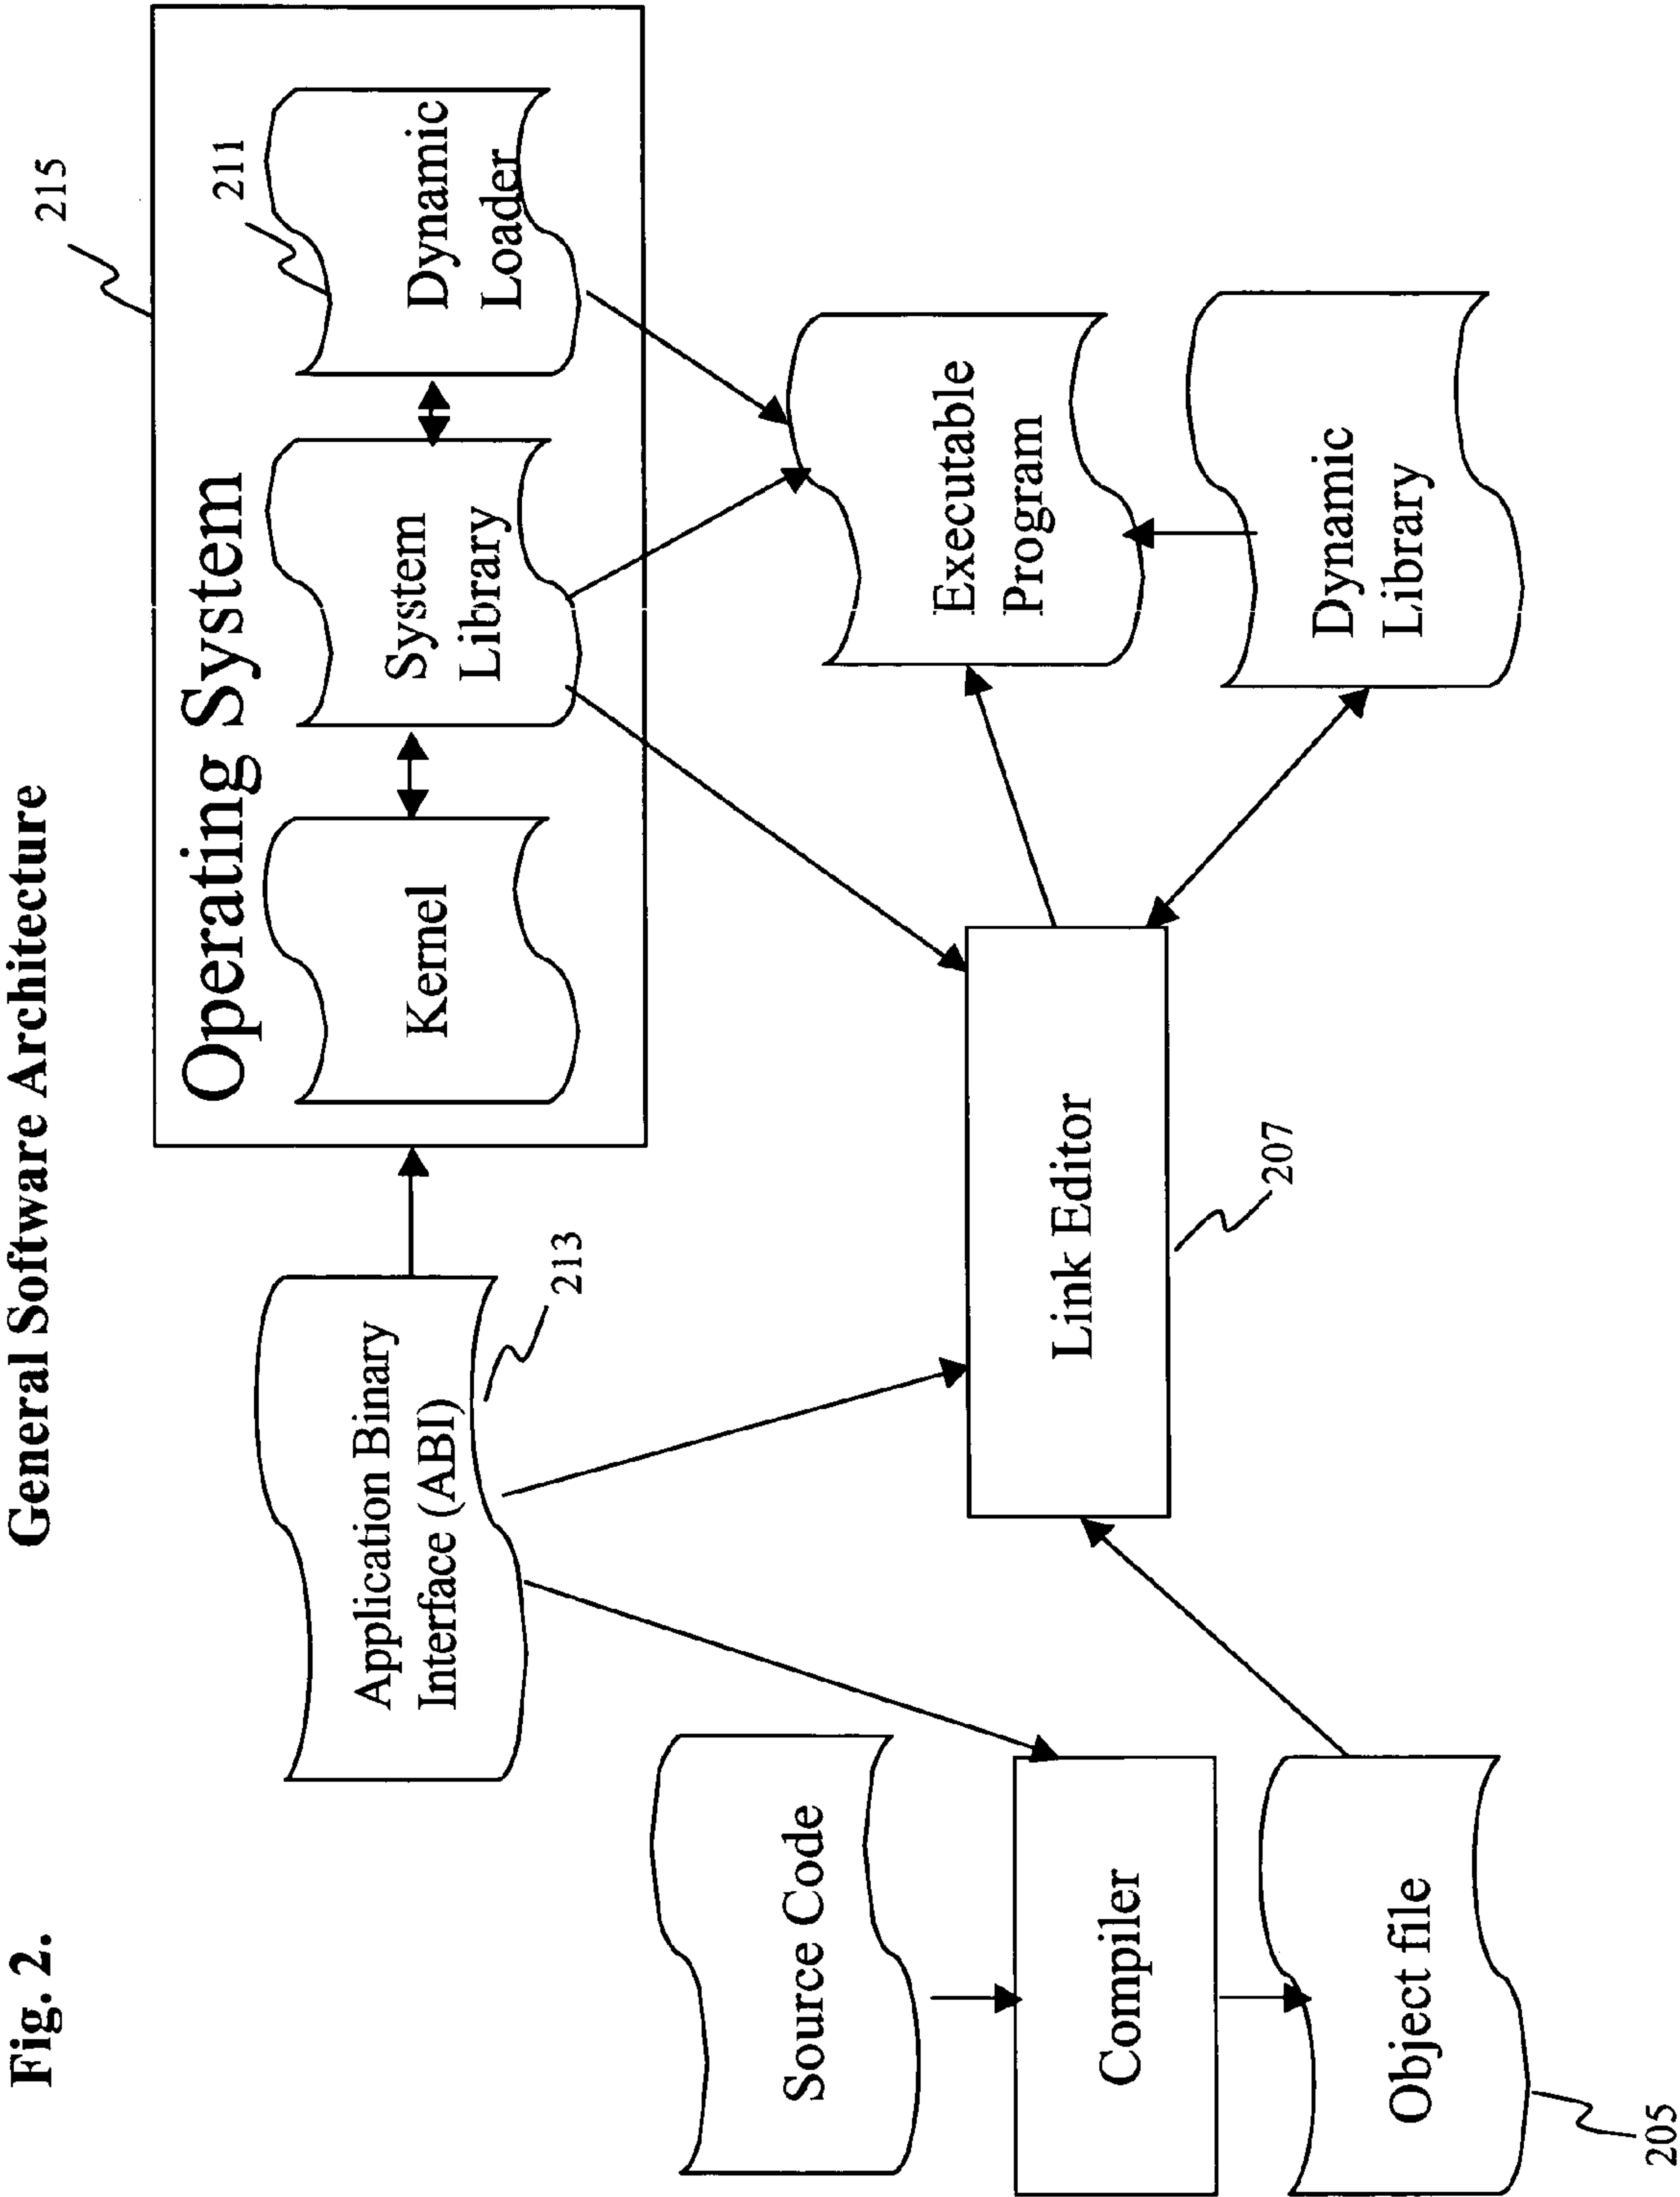 Fig. 2.
General Software Architecture
215
Operating System
211
Kernel
System
Library
Dynamic
Loader
Application Binary
Interface (ABI)
213
Source Code
Compiler
Object file
205
Link Editor
207
Executable
Program
Dynamic
Library